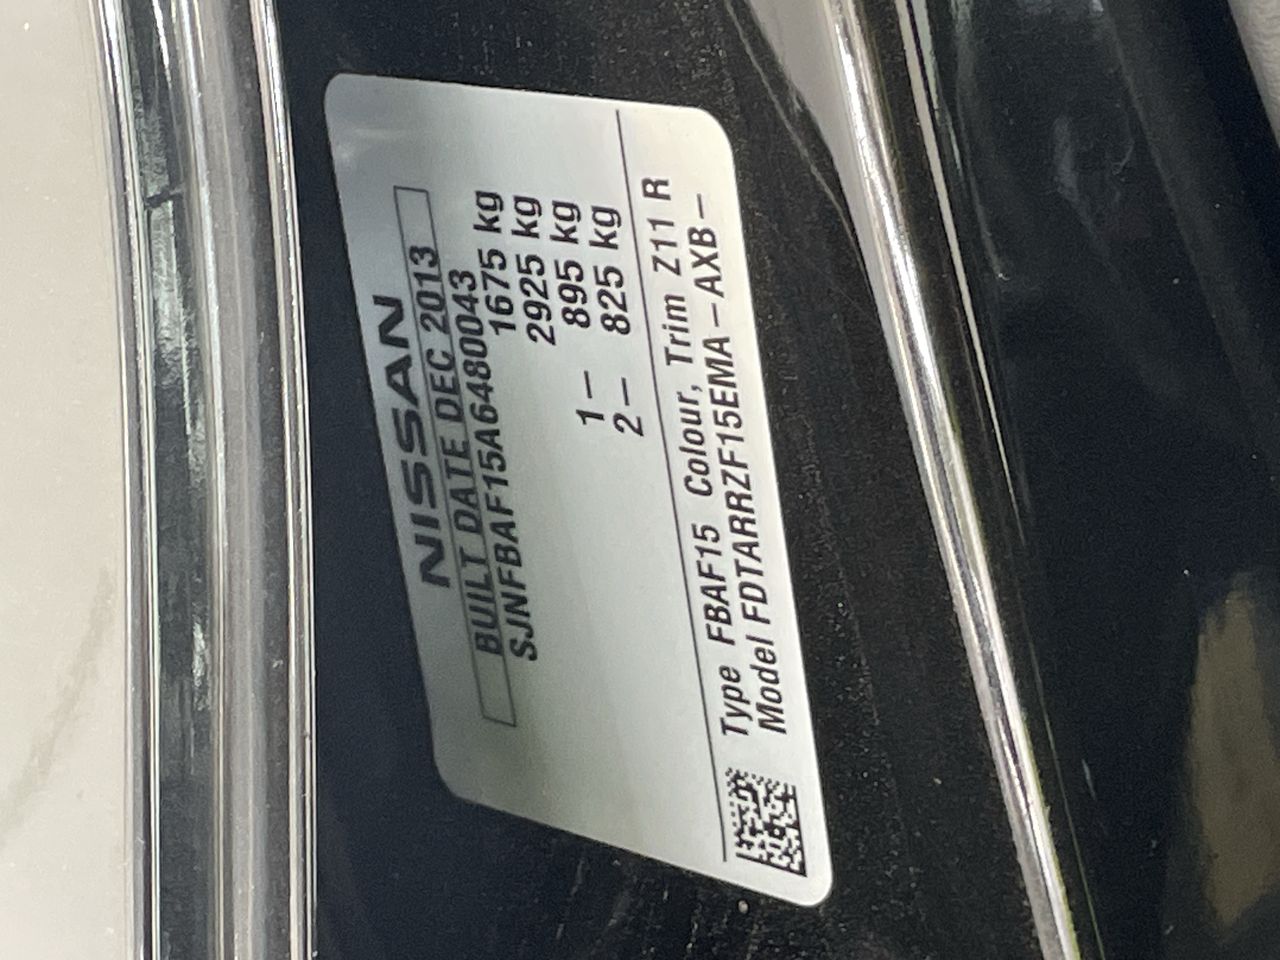 NISSAN
BUILT DATE DEC 2013
SJNFBAF15A6480043
1675 kg
2925 kg
1– 895 kg
2– 825 kg
Type FBAF15 Colour, Trim Z11 R
Model FDTARRZF15EMA–AXB–